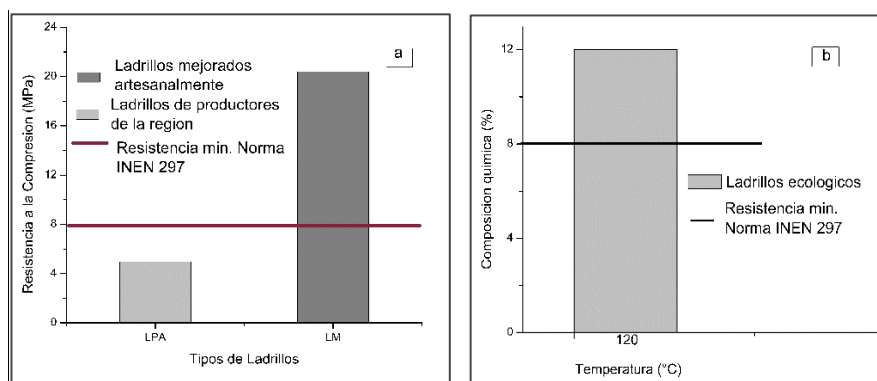 a
24
20
16
12
8
4
0
Resistencia a la Compresion (MPa)
Ladrillos mejorados
artesanalmente
Ladrillos de productores
de la region
Resistencia min. Norma
INEN 297
LPA
LM
Tipos de Ladrillos
b
12
8
4
0
Composicion quimica (%)
Ladrillos ecologicos
Resistencia min.
Norma INEN 297
120
Temperatura (°C)